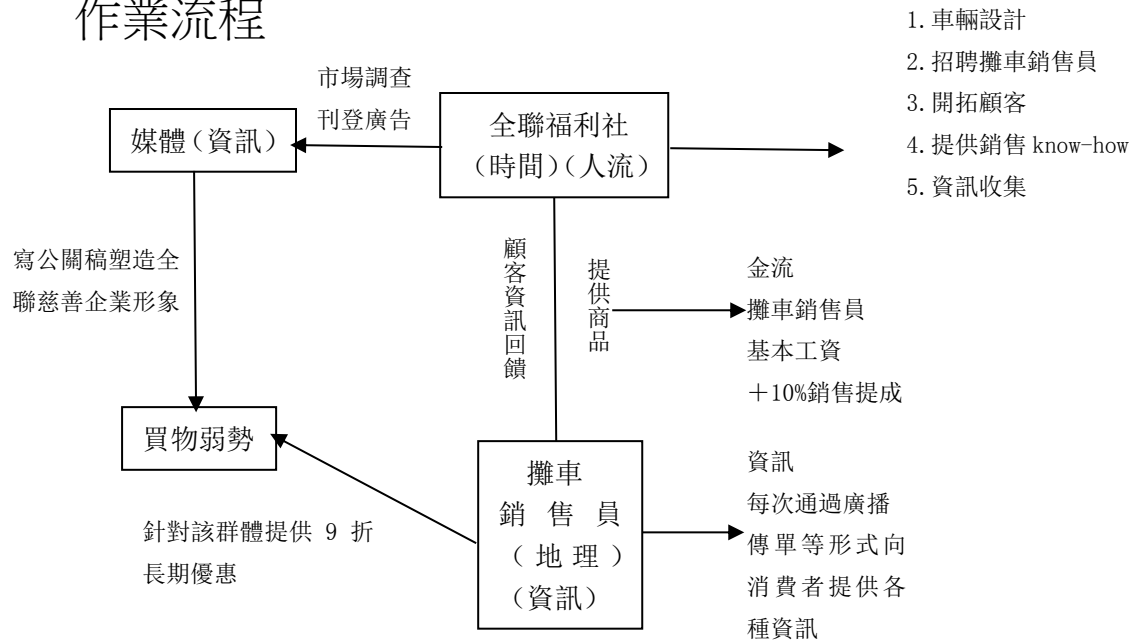 作業流程
市場調查
刊登廣告
媒體(資訊)
全聯福利社
(時間)(人流)
1.車輛設計
2.招聘攤車銷售員
3.開拓顧客
4.提供銷售 know-how
5.資訊收集
寫公關稿塑造全
聯慈善企業形象
顧客資訊回饋
提供商品
金流
攤車銷售員
基本工資
＋10%銷售提成
買物弱勢
針對該群體提供 9 折
長期優惠
攤車
銷售員
(地理)
(資訊)
資訊
每次通過廣播
傳單等形式向
消費者提供各
種資訊